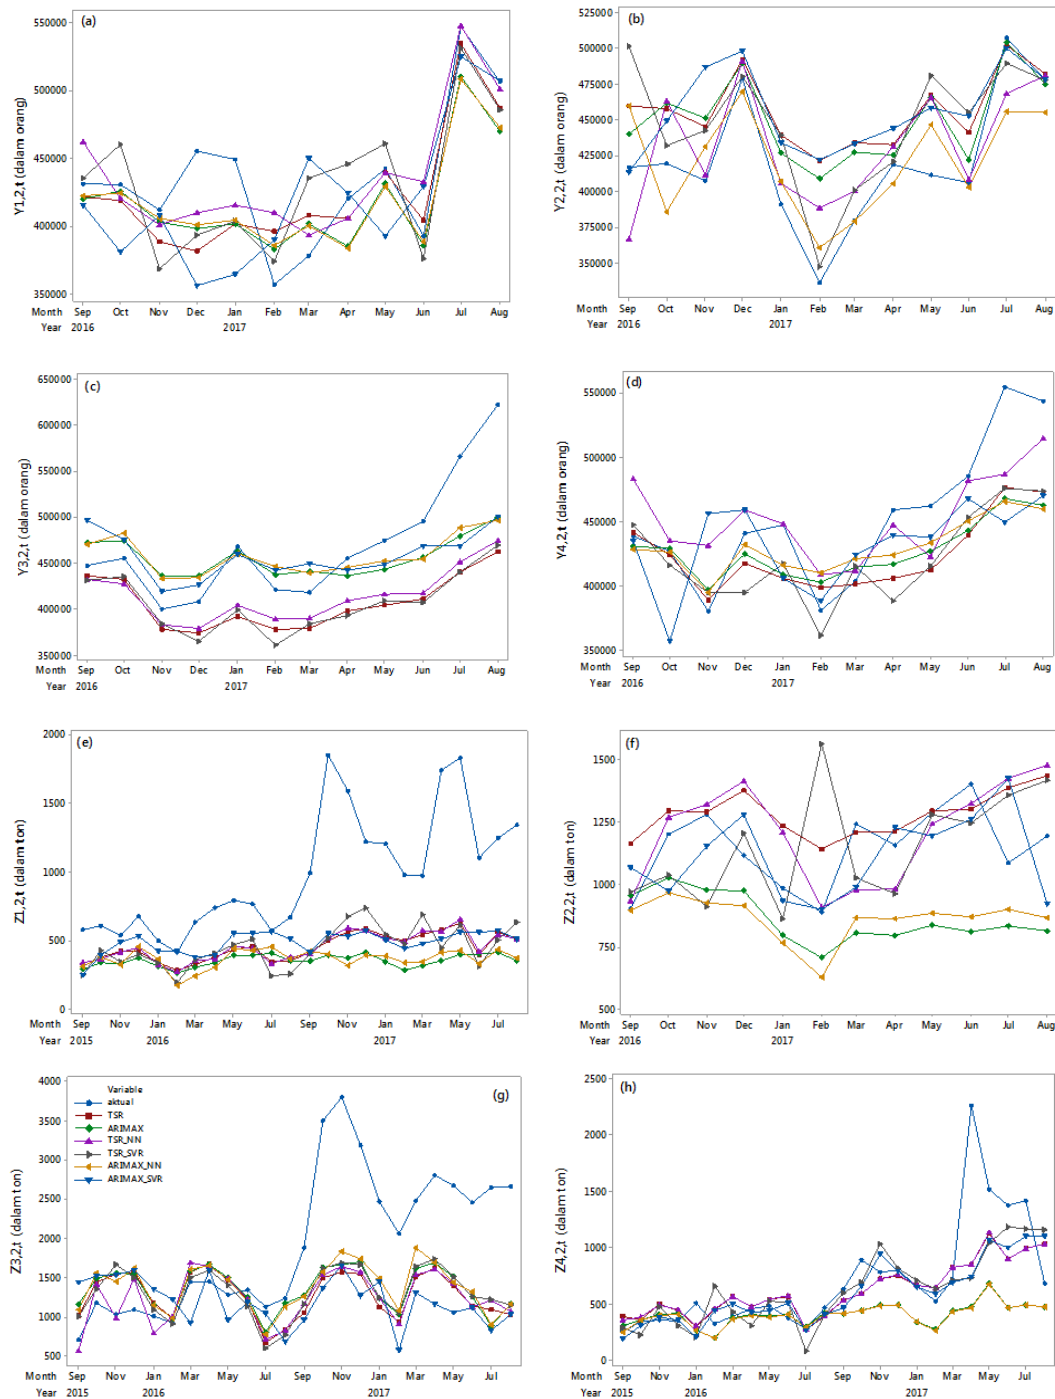 (a)
Y1,2,t (dalam orang)
550000
500000
450000
400000
350000
Month Sep Oct Nov Dec Jan Feb Mar Apr May Jun Jul Aug
Year 2016 2017
(b)
Y2,2,t (dalam orang)
525000
500000
475000
450000
425000
400000
375000
350000
Month Sep Oct Nov Dec Jan Feb Mar Apr May Jun Jul Aug
Year 2016 2017
(c)
Y3,2,t (dalam orang)
650000
600000
550000
500000
450000
400000
350000
Month Sep Oct Nov Dec Jan Feb Mar Apr May Jun Jul Aug
Year 2016 2017
(d)
Y4,2,t (dalam orang)
550000
500000
450000
400000
350000
Month Sep Oct Nov Dec Jan Feb Mar Apr May Jun Jul Aug
Year 2016 2017
(e)
Z1,2,t (dalam ton)
2000
1500
1000
500
0
Month Sep Nov Jan Mar May Jul Sep Nov Jan Mar May Jul
Year 2015 2016 2017
(f)
Z2,2,t (dalam ton)
1500
1250
1000
750
500
Month Sep Oct Nov Dec Jan Feb Mar Apr May Jun Jul Aug
Year 2016 2017
(g)
Z3,2,t (dalam ton)
4000
3500
3000
2500
2000
1500
1000
500
Variable
aktual
TSR
ARIMAX
TSR_NN
TSR_SVR
ARIMAX_NN
ARIMAX_SVR
Month Sep Nov Jan Mar May Jul Sep Nov Jan Mar May Jul
Year 2015 2016 2017
(h)
Z4,2,t (dalam ton)
2500
2000
1500
1000
500
0
Month Sep Nov Jan Mar May Jul Sep Nov Jan Mar May Jul
Year 2015 2016 2017